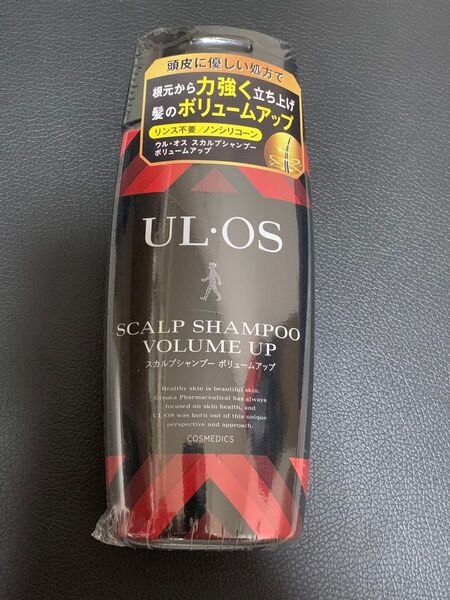 頭皮に優しい処方で
根元から力強く立ち上げ
髪のボリュームアップ
リンス不要/ノンシリコーン
ウル・オス スカルプシャンプー
ボリュームアップ
UL・OS
SCALP SHAMPOO
VOLUME UP
スカルプシャンプー ボリュームアップ
Healthy skin is beautiful skin.
Otsuka Pharmaceutical has always
focused on skin health, and
UL・OS was born out of this unique
perspective and approach.
COSMEDICS